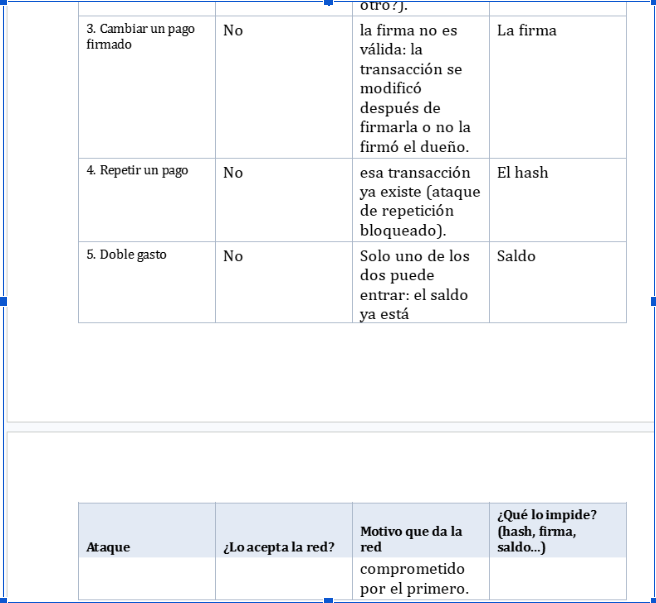 otro?).
3. Cambiar un pago
firmado
No
la firma no es
válida: la
transacción se
modificó
después de
firmarla o no la
firmó el dueño.
La firma
4. Repetir un pago
No
esa transacción
ya existe (ataque
de repetición
bloqueado).
El hash
5. Doble gasto
No
Solo uno de los
dos puede
entrar: el saldo
ya está
Saldo
Ataque
¿Lo acepta la red?
Motivo que da la
red
¿Qué lo impide?
(hash, firma,
saldo…)
comprometido
por el primero.